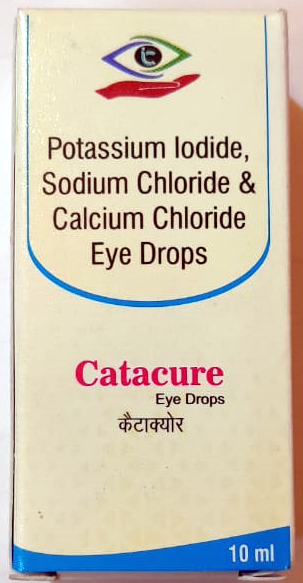 Potassium Iodide,
Sodium Chloride &
Calcium Chloride
Eye Drops
Catacure
Eye Drops
कैटाक्योर
10 ml